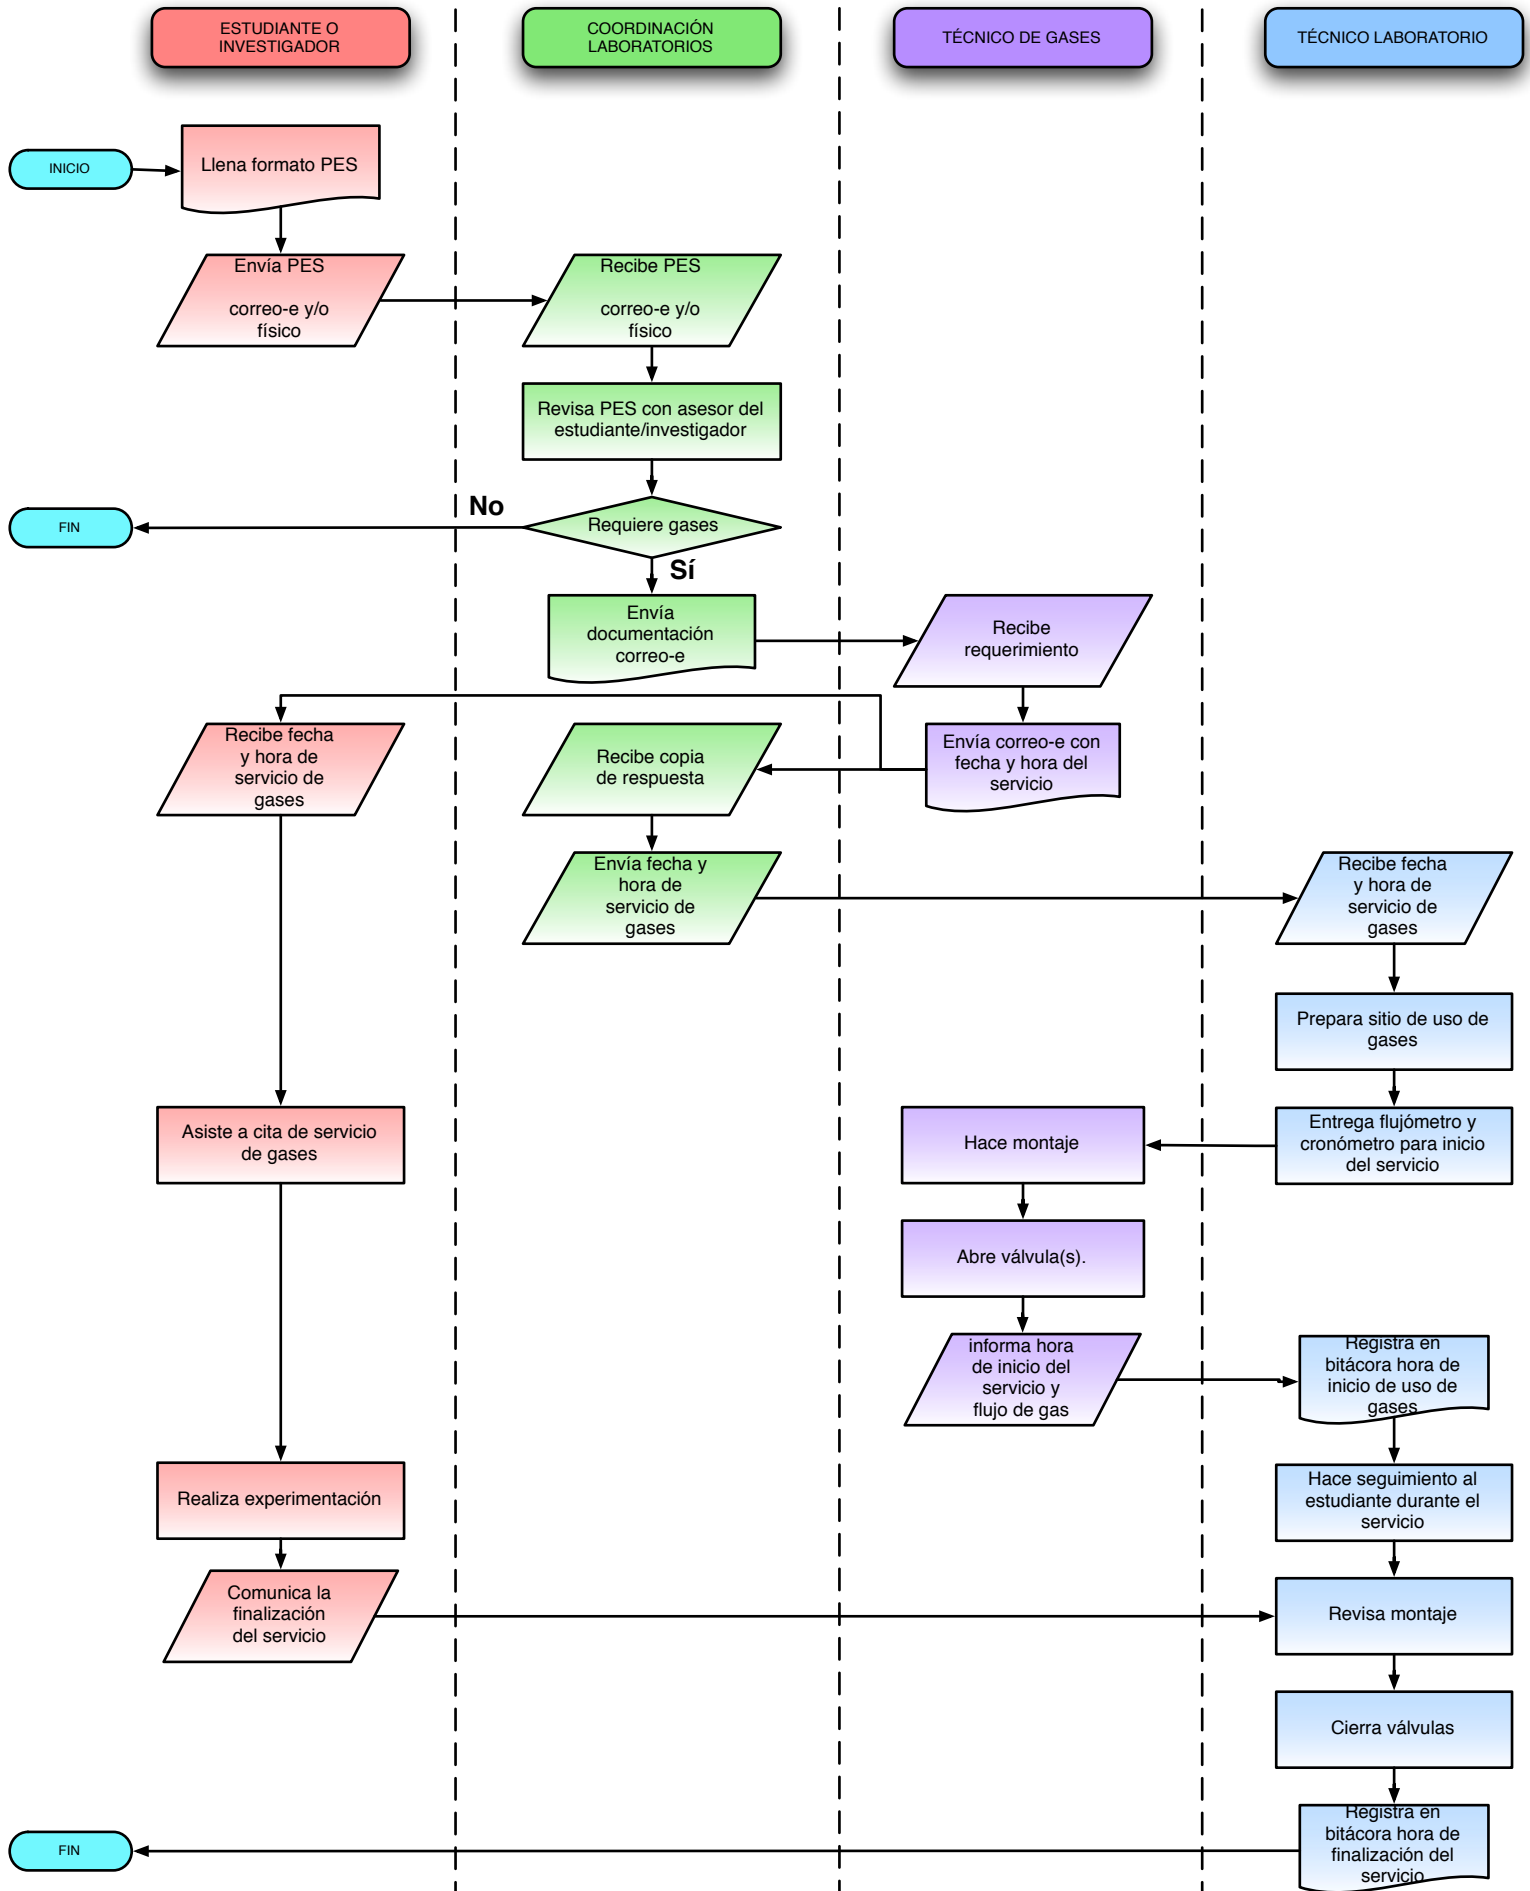 ESTUDIANTE O
INVESTIGADOR
COORDINACIÓN
LABORATORIOS
TÉCNICO DE GASES
TÉCNICO LABORATORIO
INICIO
Llena formato PES
Envía PES
correo-e y/o
físico
Recibe PES
correo-e y/o
físico
Revisa PES con asesor del
estudiante/investigador
No
FIN
Requiere gases
Sí
Envía
documentación
correo-e
Recibe
requerimiento
Recibe fecha
y hora de
servicio de
gases
Recibe copia
de respuesta
Envía correo-e con
fecha y hora del
servicio
Envía fecha y
hora de
servicio de
gases
Recibe fecha
y hora de
servicio de
gases
Prepara sitio de uso de
gases
Asiste a cita de servicio
de gases
Hace montaje
Entrega flujómetro y
cronómetro para inicio
del servicio
Abre válvula(s).
informa hora
de inicio del
servicio y
flujo de gas
Registra en
bitácora hora de
inicio de uso de
gases
Realiza experimentación
Hace seguimiento al
estudiante durante el
servicio
Comunica la
finalización
del servicio
Revisa montaje
Cierra válvulas
FIN
Registra en
bitácora hora de
finalización del
servicio